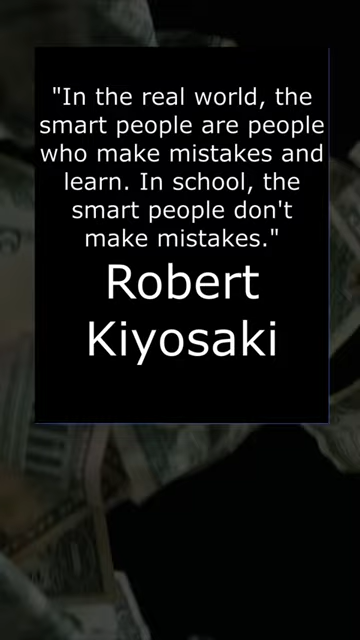 "In the real world, the
smart people are people
who make mistakes and
learn. In school, the
smart people don't
make mistakes."
Robert
Kiyosaki